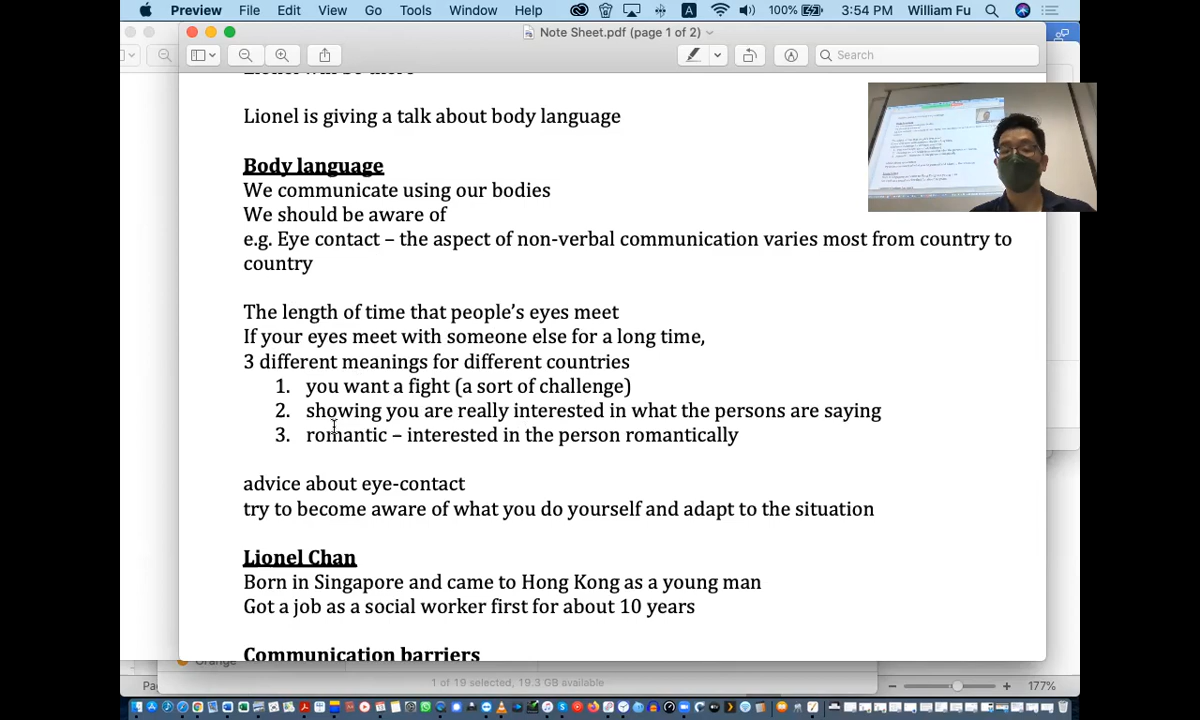 Preview File Edit View Go Tools Window Help A 100% 3:54 PM William Fu
Note Sheet.pdf (page 1 of 2)
Search
Lionel will be there
Lionel is giving a talk about body language
Body language
We communicate using our bodies
We should be aware of
e.g. Eye contact – the aspect of non-verbal communication varies most from country to
country
The length of time that people’s eyes meet
If your eyes meet with someone else for a long time,
3 different meanings for different countries
1. you want a fight (a sort of challenge)
2. showing you are really interested in what the persons are saying
3. romantic – interested in the person romantically
advice about eye-contact
try to become aware of what you do yourself and adapt to the situation
Lionel Chan
Born in Singapore and came to Hong Kong as a young man
Got a job as a social worker first for about 10 years
Communication barriers
Orange
1 of 19 selected, 19.3 GB available
Pa
177%